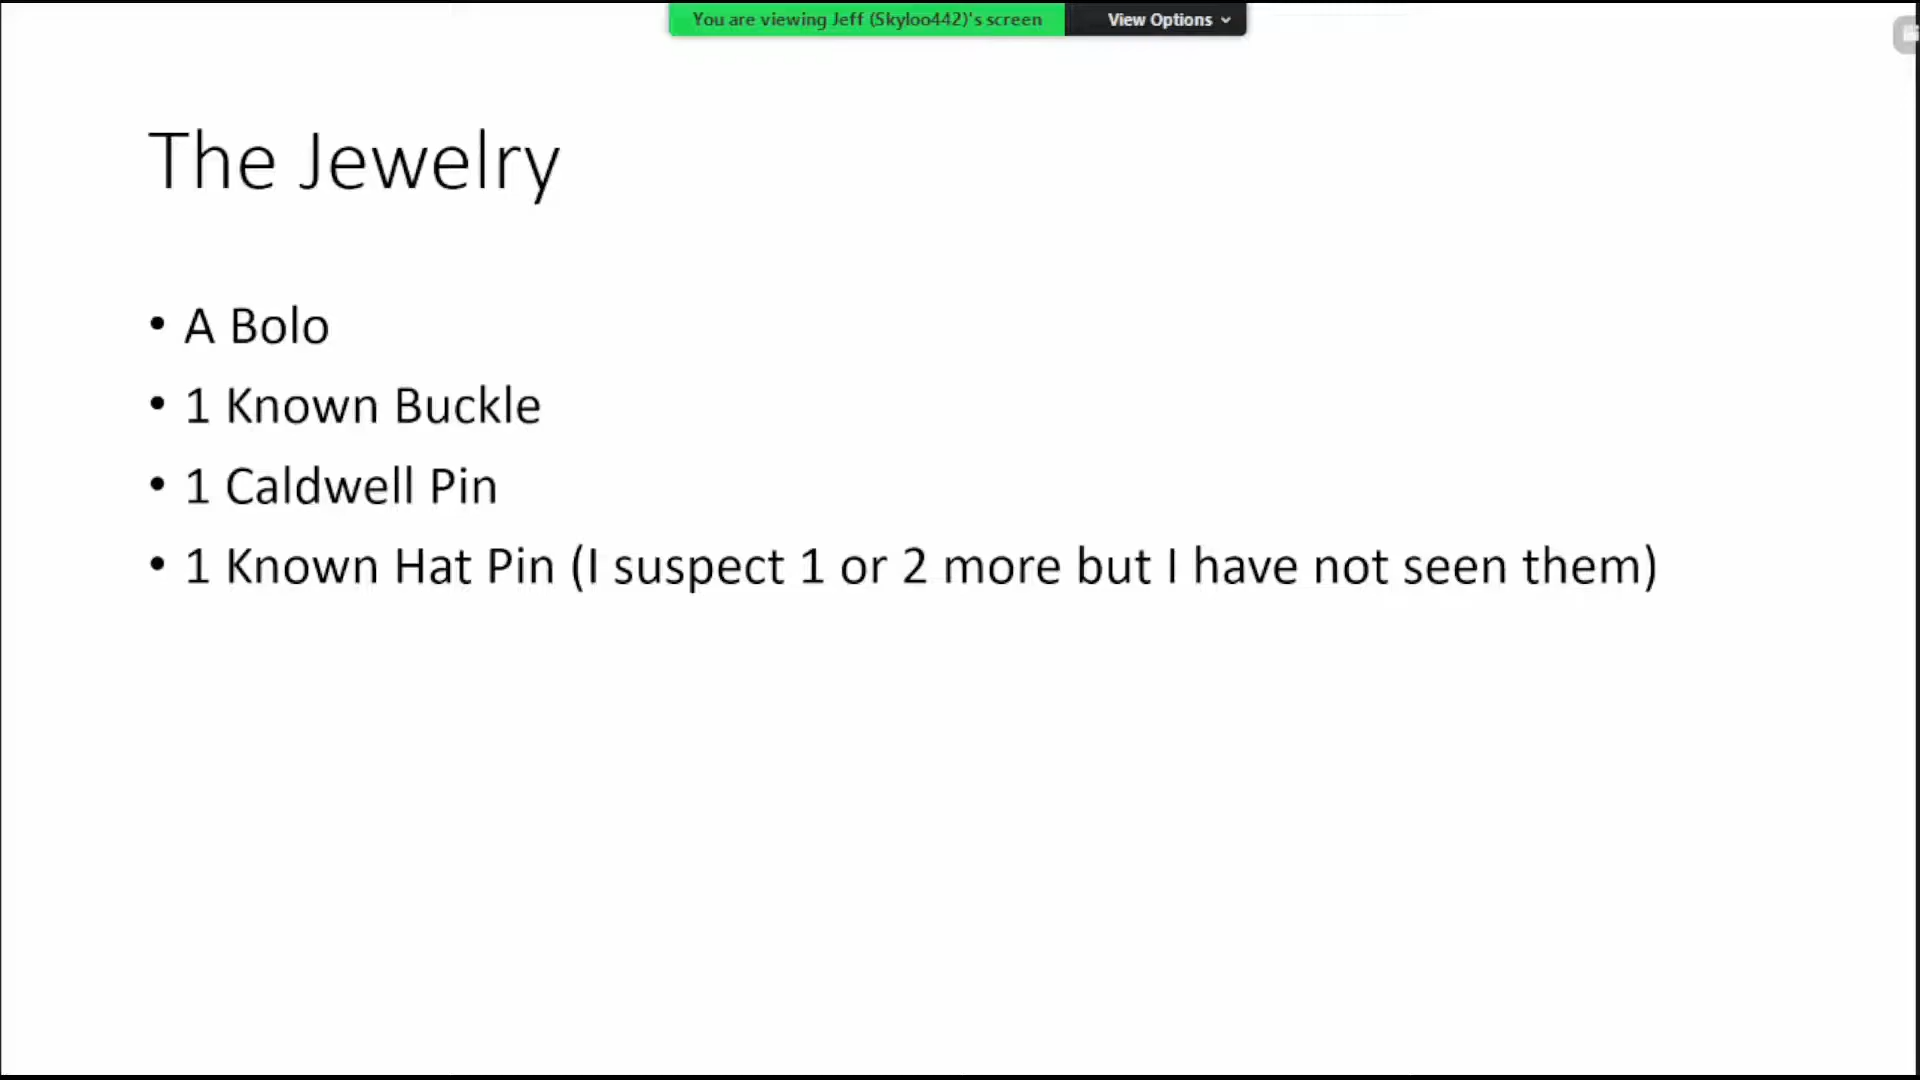 You are viewing Jeff (Skyloo442)'s screen
View Options
The Jewelry
• A Bolo
• 1 Known Buckle
• 1 Caldwell Pin
• 1 Known Hat Pin (I suspect 1 or 2 more but I have not seen them)